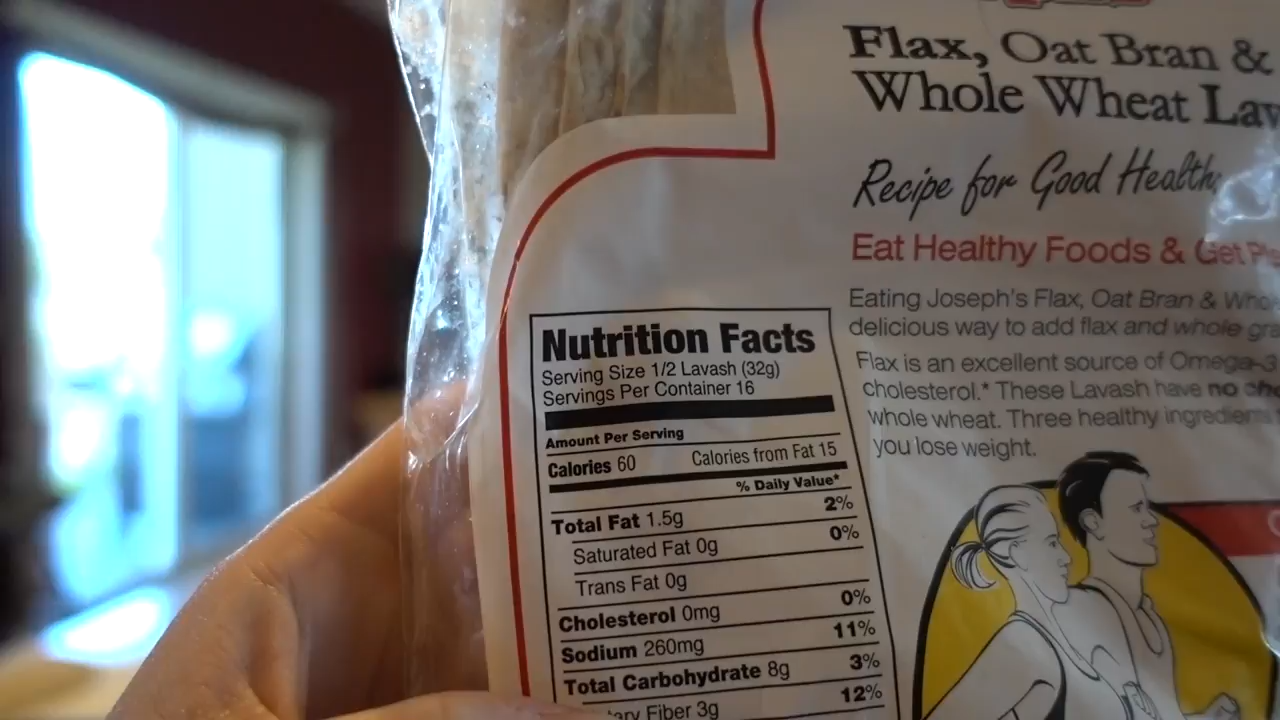 Flax, Oat Bran &
Whole Wheat
Recipe for Good Health
Eat Healthy Foods & Get
Eating Joseph's Flax, Oat Bran &
delicious way to add flax and whole
Flax is an excellent source of Omega-3
cholesterol.* These Lavash have no
whole wheat. Three healthy ingredients
you lose weight.
Nutrition Facts
Serving Size 1/2 Lavash (32g)
Servings Per Container 16
Amount Per Serving
Calories 60 Calories from Fat 15
% Daily Value*
Total Fat 1.5g 2%
Saturated Fat 0g 0%
Trans Fat 0g
Cholesterol 0mg 0%
Sodium 260mg 11%
Total Carbohydrate 8g 3%
Fiber 3g 12%